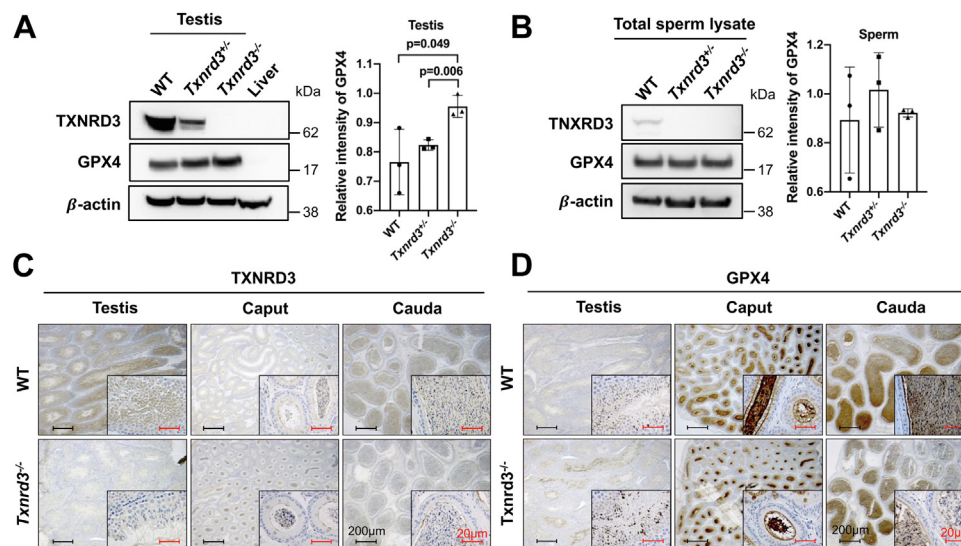 A
Testis
WT
Txnrd3+/-
Txnrd3-/-
Liver
kDa
TXNRD3
62
GPX4
17
β-actin
38
Testis
p=0.049
p=0.006
Relative intensity of GPX4
1.1
1.0
0.9
0.8
0.7
0.6
WT
Txnrd3+/-
Txnrd3-/-
B
Total sperm lysate
WT
Txnrd3+/-
Txnrd3-/-
kDa
TNXRD3
62
GPX4
17
β-actin
38
Sperm
Relative intensity of GPX4
1.2
1.0
0.8
0.6
WT
Txnrd3+/-
Txnrd3-/-
C
TXNRD3
Testis Caput Cauda
WT
Txnrd3-/-
200μm
20μm
D
GPX4
Testis Caput Cauda
WT
Txnrd3-/-
200μm